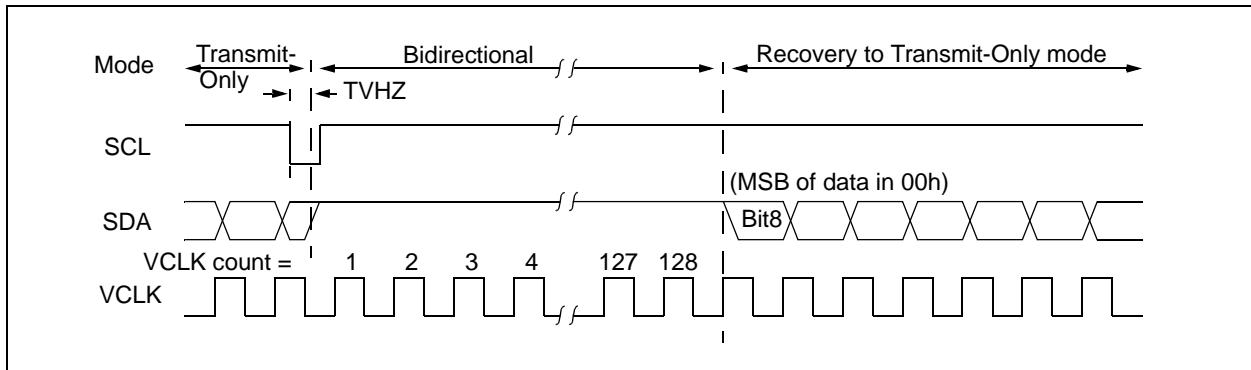 Mode
Transmit-
Only
Bidirectional
Recovery to Transmit-Only mode
TVHZ
SCL
(MSB of data in 00h)
SDA
Bit8
VCLK count = 1 2 3 4 127 128
VCLK